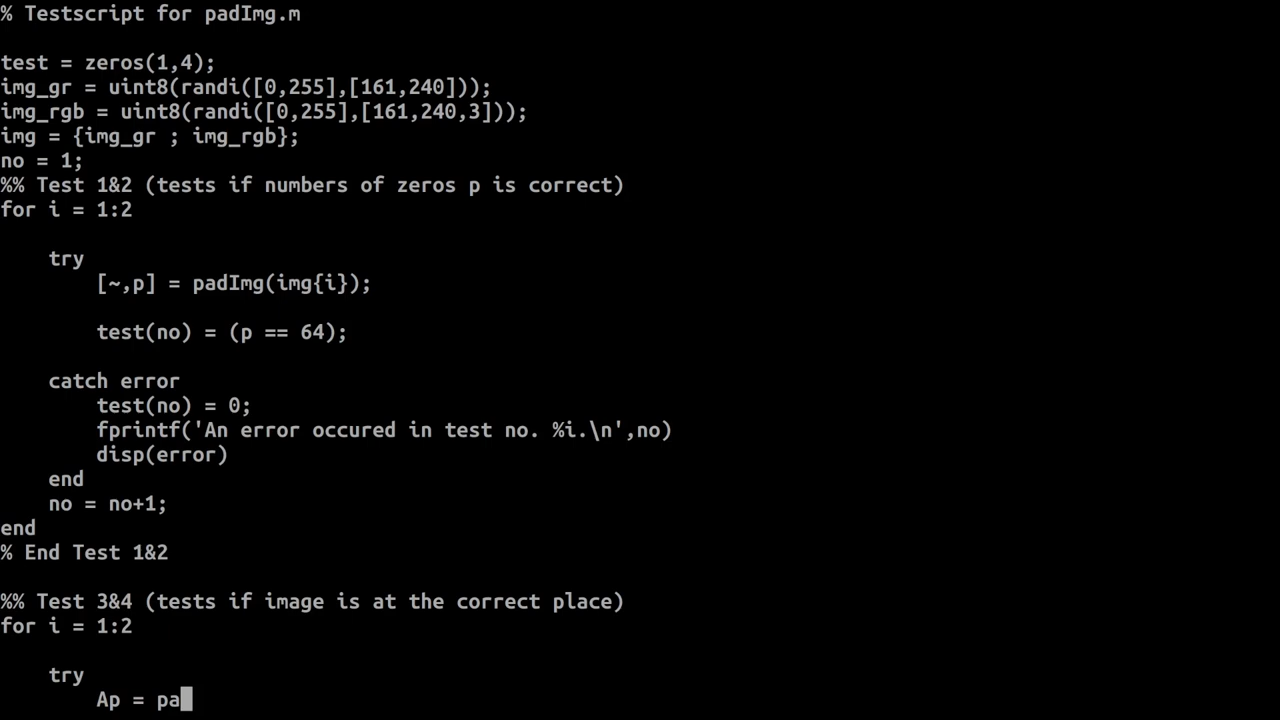 % Testscript for padImg.m
test = zeros(1,4);
img_gr = uint8(randi([0,255],[161,240]));
img_rgb = uint8(randi([0,255],[161,240,3]));
img = {img_gr ; img_rgb};
no = 1;
%% Test 1&2 (tests if numbers of zeros p is correct)
for i = 1:2
    try
        [~,p] = padImg(img{i});
        test(no) = (p == 64);
    catch error
        test(no) = 0;
        fprintf('An error occured in test no. %i.\n',no)
        disp(error)
    end
    no = no+1;
end
% End Test 1&2
%% Test 3&4 (tests if image is at the correct place)
for i = 1:2
    try
        Ap = pa